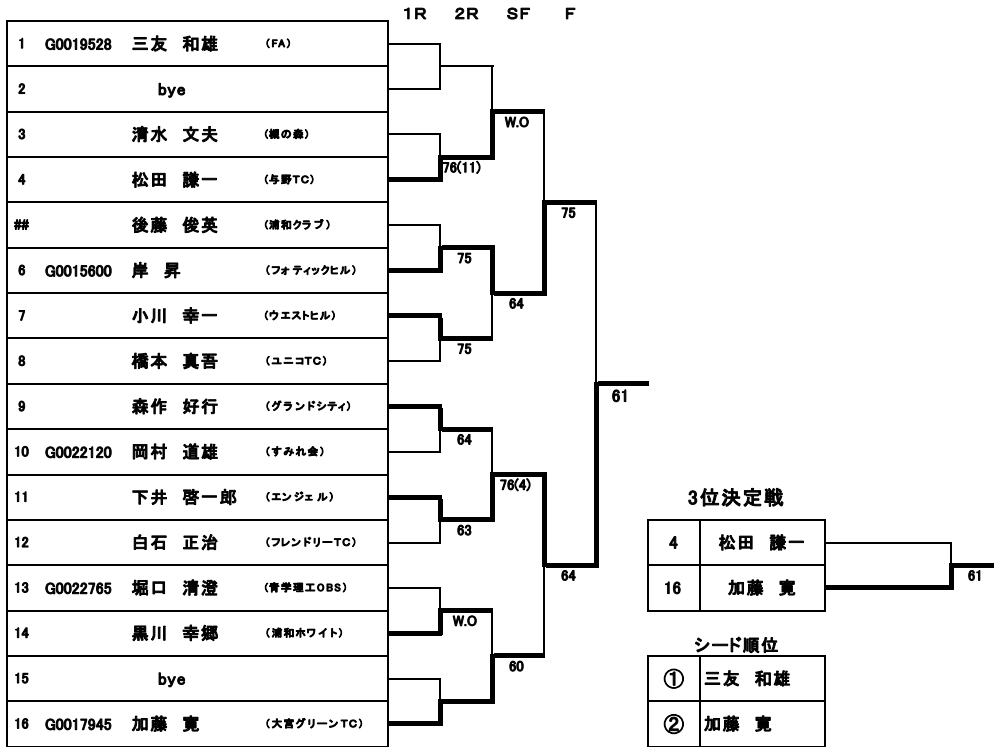 1R 2R SF F
1 G0019528 三友 和雄 (FA)
2 bye
W.O
3 清水 文夫 (槻の森)
76(11)
4 松田 謙一 (与野TC)
75
## 後藤 俊英 (浦和クラブ)
75
6 G0015600 岸 昇 (フォティックヒル)
64
7 小川 幸一 (ウエストヒル)
75
8 橋本 真吾 (ユニコTC)
61
9 森作 好行 (グランドシティ)
64
10 G0022120 岡村 道雄 (すみれ会)
76(4)
11 下井 啓一郎 (エンジェル)
63
12 白石 正治 (フレンドリーTC)
64
13 G0022765 堀口 清澄 (青学理工OBS)
W.O
14 黒川 幸郷 (浦和ホワイト)
60
15 bye
16 G0017945 加藤 寛 (大宮グリーンTC)
3位決定戦
4 松田 謙一
61
16 加藤 寛
シード順位
① 三友 和雄
② 加藤 寛